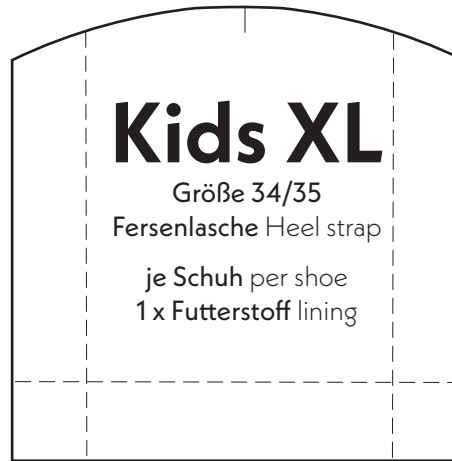 Kids XL
Größe 34/35
Fersenlasche Heel strap
je Schuh per shoe
1 x Futterstoff lining